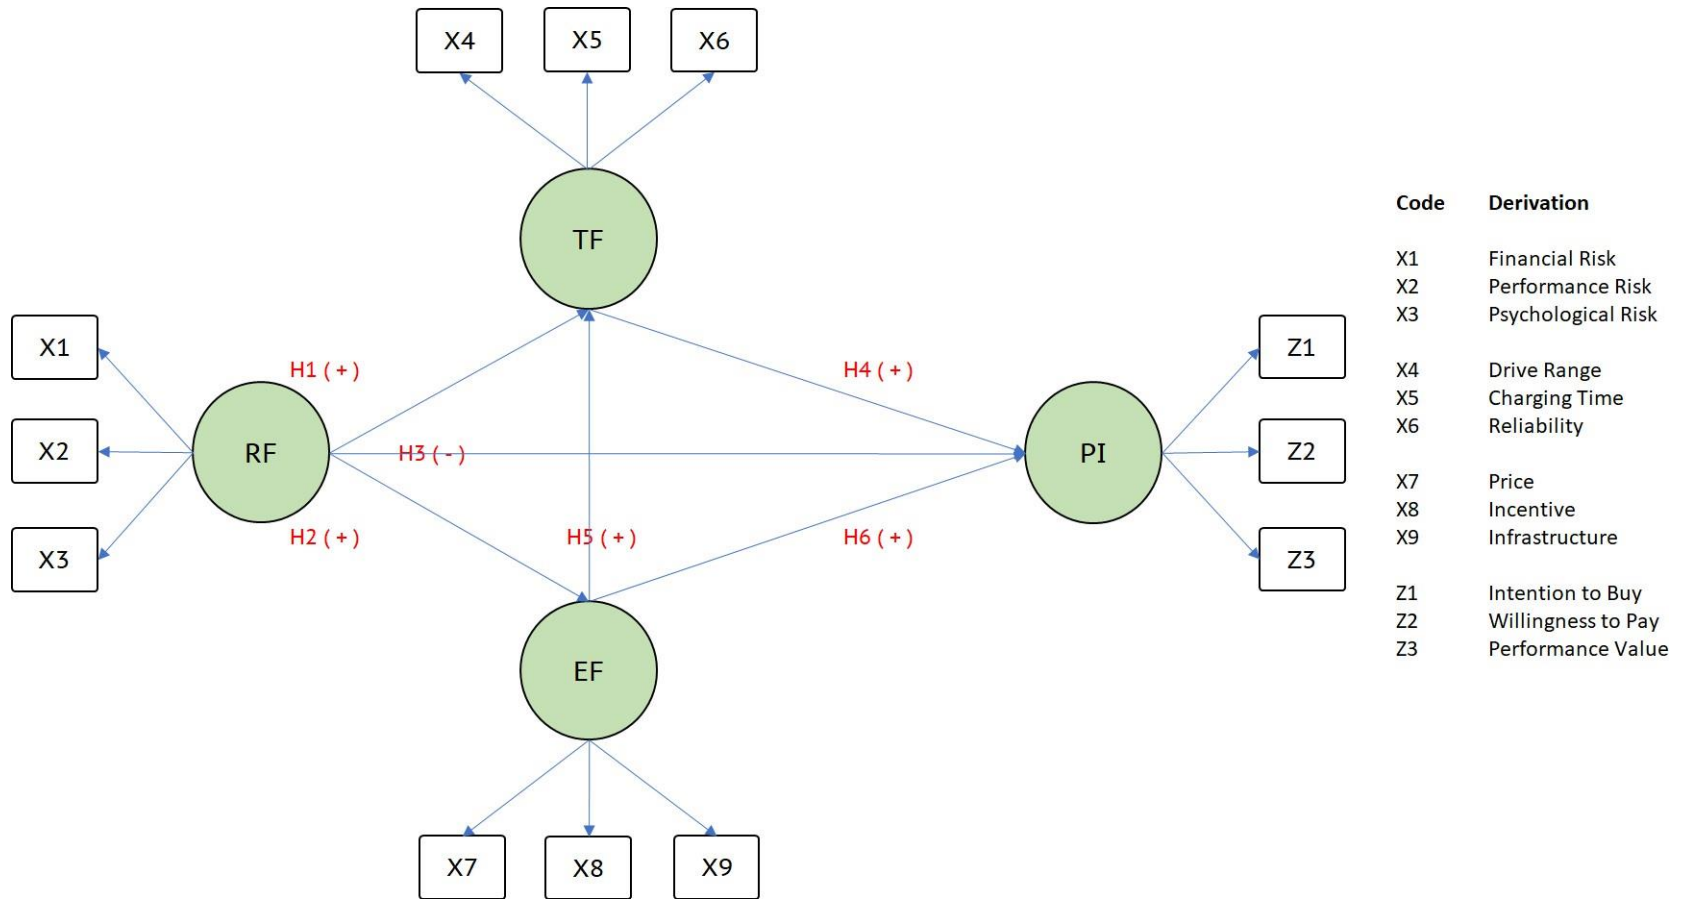 X4
X5
X6
TF
X1
X2
X3
RF
H1 ( + )
H3 ( - )
H2 ( + )
H4 ( + )
H5 ( + )
H6 ( + )
PI
Z1
Z2
Z3
EF
X7
X8
X9
Code Derivation
X1 Financial Risk
X2 Performance Risk
X3 Psychological Risk
X4 Drive Range
X5 Charging Time
X6 Reliability
X7 Price
X8 Incentive
X9 Infrastructure
Z1 Intention to Buy
Z2 Willingness to Pay
Z3 Performance Value